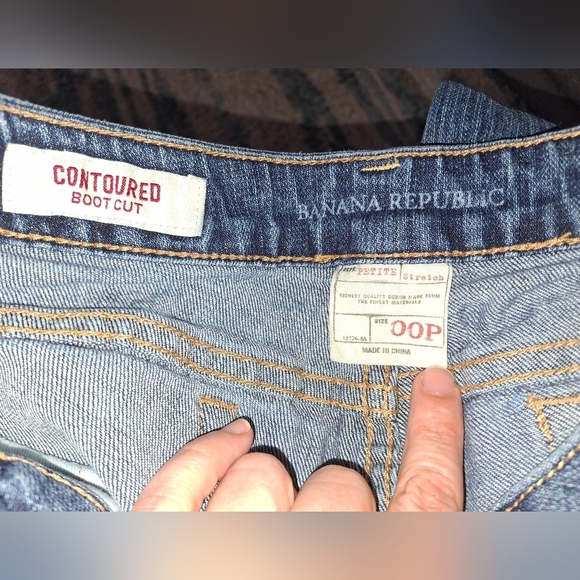 CONTOURED
BOOT CUT
BANANA REPUBLIC
PETITE
Stretch
HIGHEST QUALITY DENIM MADE FROM
THE FINEST MATERIALS
SIZE
00P
MADE IN CHINA